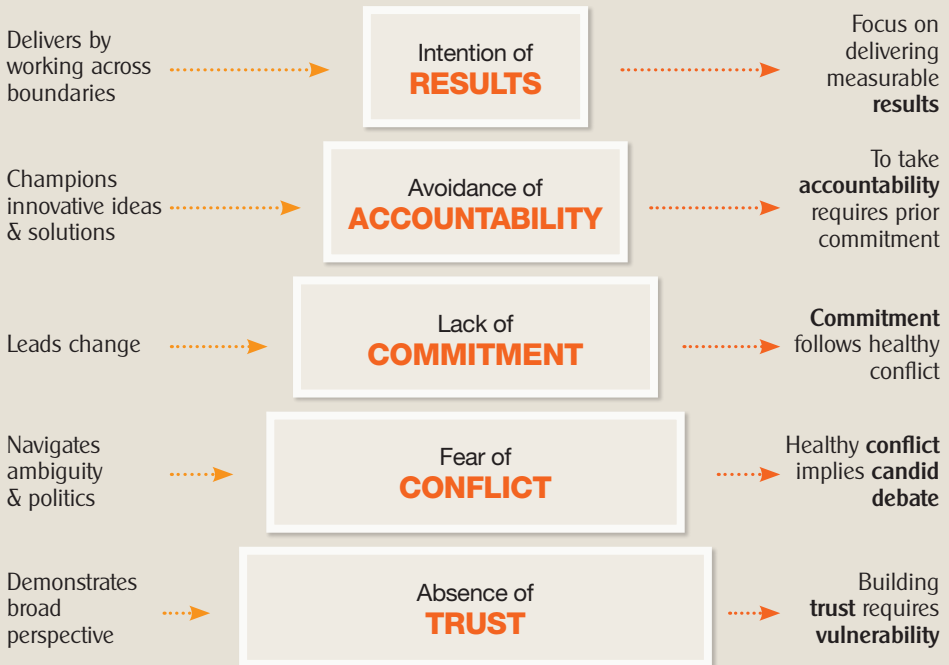 Delivers by
working across
boundaries
Intention of
RESULTS
Focus on
delivering
measurable
results
Champions
innovative ideas
& solutions
Avoidance of
ACCOUNTABILITY
To take
accountability
requires prior
commitment
Leads change
Lack of
COMMITMENT
Commitment
follows healthy
conflict
Navigates
ambiguity
& politics
Fear of
CONFLICT
Healthy conflict
implies candid
debate
Demonstrates
broad
perspective
Absence of
TRUST
Building
trust requires
vulnerability